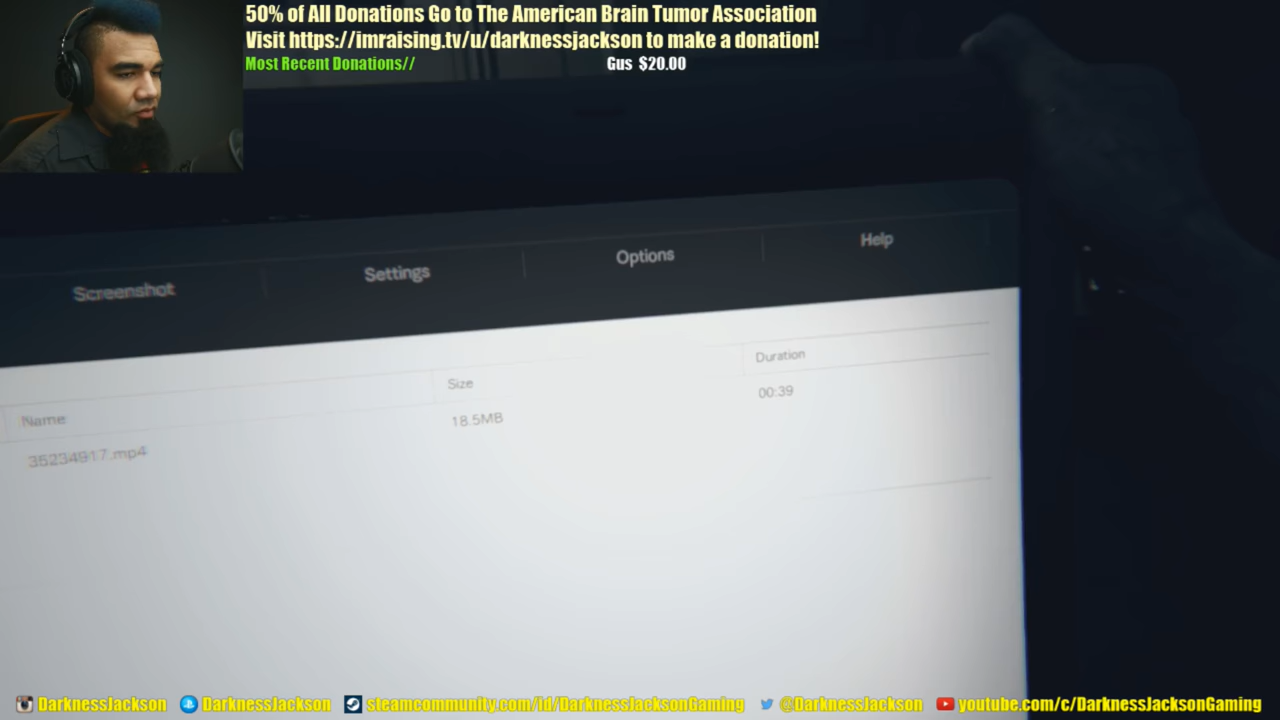 50% of All Donations Go to The American Brain Tumor Association
Visit https://imraising.tv/u/darknessjackson to make a donation!
Most Recent Donations// Gus $20.00
Screenshot Settings Options Help
Name Size Duration
35234917.mp4 18.5MB 00:39
DarknessJackson DarknessJackson steamcommunity.com/id/DarknessJacksonGaming @DarknessJackson youtube.com/c/DarknessJacksonGaming